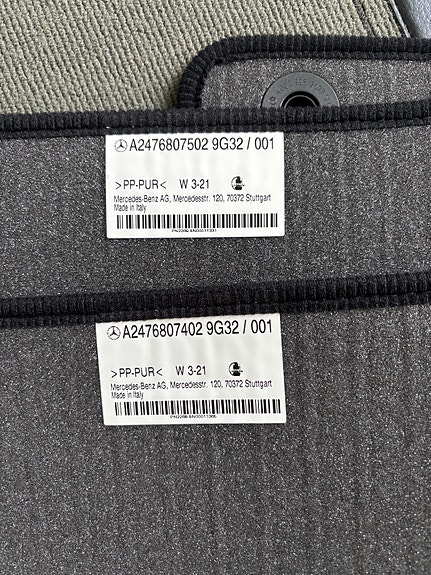 A2476807502 9G32 / 001
>PP-PUR< W 3-21
Mercedes-Benz AG, Mercedesstr. 120, 70372 Stuttgart
Made in Italy
A2476807402 9G32 / 001
>PP-PUR< W 3-21
Mercedes-Benz AG, Mercedesstr. 120, 70372 Stuttgart
Made in Italy